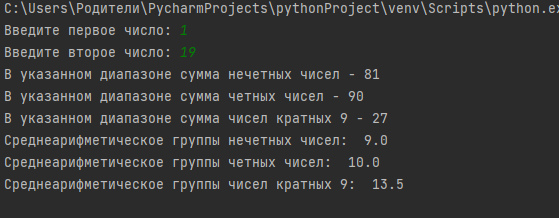 C:\Users\Родители\PycharmProjects\pythonProject\venv\Scripts\python.ex
Введите первое число: 1
Введите второе число: 19
В указанном диапазоне сумма нечетных чисел - 81
В указанном диапазоне сумма четных чисел - 90
В указанном диапазоне сумма чисел кратных 9 - 27
Среднеарифметическое группы нечетных чисел:  9.0
Среднеарифметическое группы четных чисел:  10.0
Среднеарифметическое группы чисел кратных 9:  13.5